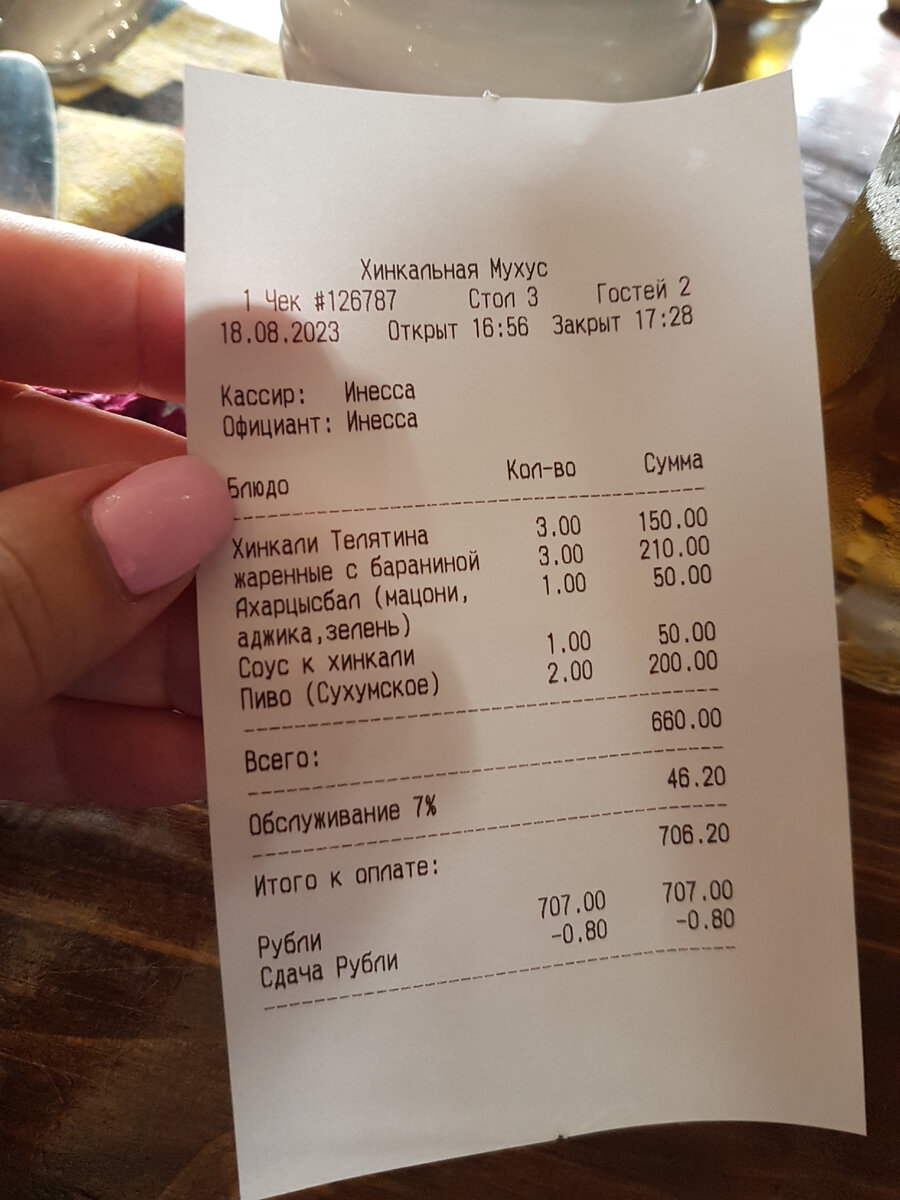 Хинкальная Мухус
1 Чек #126787 Стол 3 Гостей 2
18.08.2023 Открыт 16:56 Закрыт 17:28
Кассир: Инесса
Официант: Инесса
Блюдо Кол-во Сумма
Хинкали Телятина 3.00 150.00
жаренные с бараниной 3.00 210.00
Ахарцысбал (мацони, 1.00 50.00
аджика,зелень)
Соус к хинкали 1.00 50.00
Пиво (Сухумское) 2.00 200.00
Всего: 660.00
Обслуживание 7% 46.20
Итого к оплате: 706.20
Рубли 707.00 707.00
Сдача Рубли -0.80 -0.80